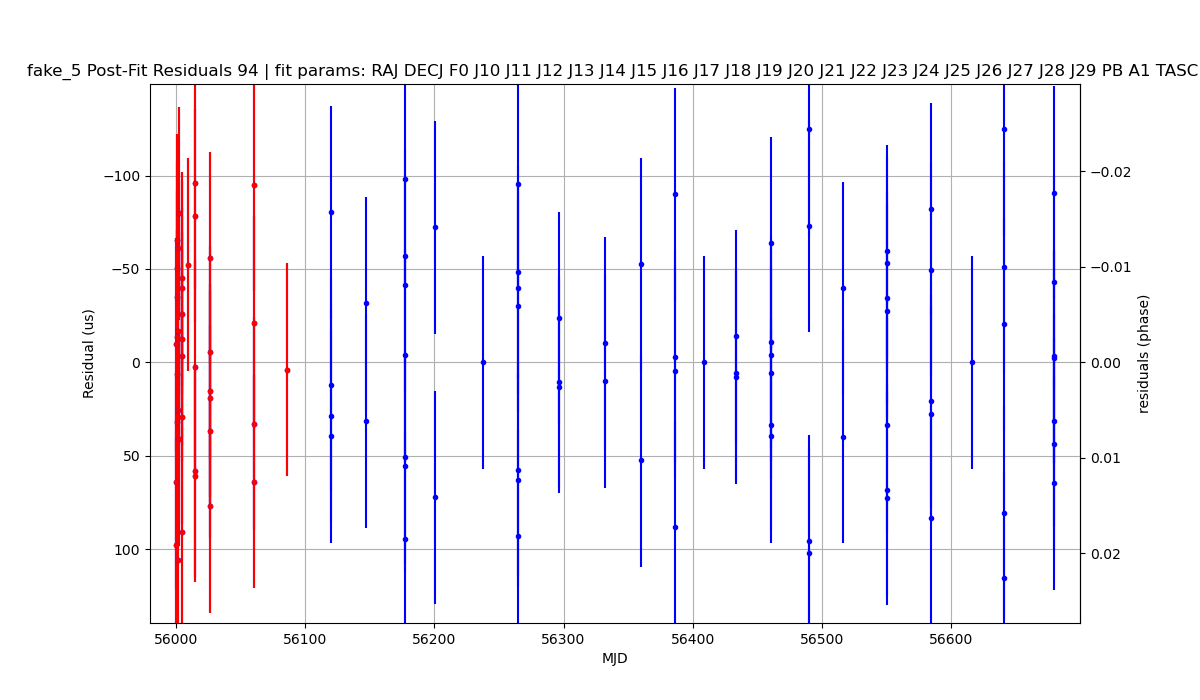 fake_5 Post-Fit Residuals 94 | fit params: RAJ DECJ F0 J10 J11 J12 J13 J14 J15 J16 J17 J18 J19 J20 J21 J22 J23 J24 J25 J26 J27 J28 J29 PB A1 TASC
−100
−50
0
50
100
Residual (us)
−0.02
−0.01
0.00
0.01
0.02
residuals (phase)
56000 56100 56200 56300 56400 56500 56600
MJD